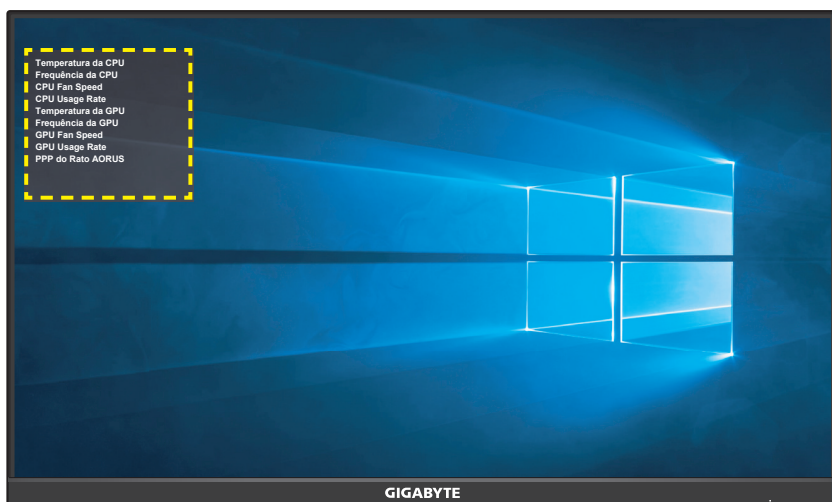 Temperatura da CPU
Frequência da CPU
CPU Fan Speed
CPU Usage Rate
Temperatura da GPU
Frequência da GPU
GPU Fan Speed
GPU Usage Rate
PPP do Rato AORUS
GIGABYTE